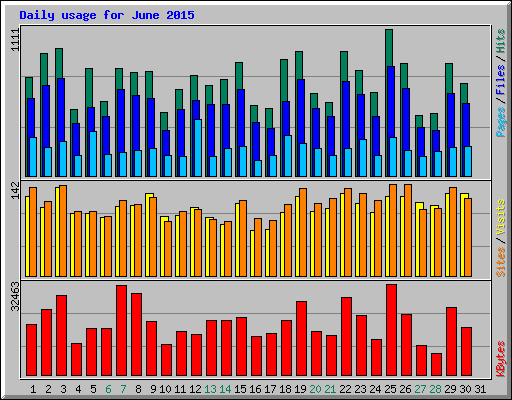 Daily usage for June 2015
1111
Pages / Files / Hits
142
Sites / Visits
32463
KBytes
1 2 3 4 5 6 7 8 9 10 11 12 13 14 15 16 17 18 19 20 21 22 23 24 25 26 27 28 29 30 31